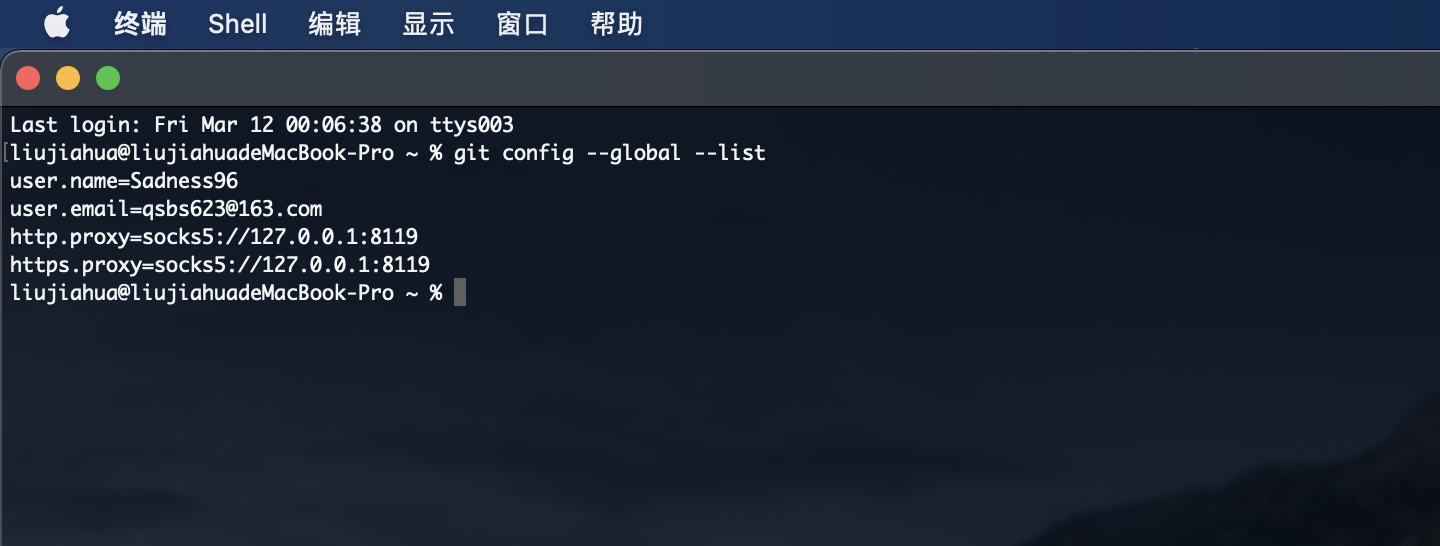 终端 Shell 编辑 显示 窗口 帮助
Last login: Fri Mar 12 00:06:38 on ttys003
[liujiahua@liujiahuadeMacBook-Pro ~ % git config --global --list
user.name=Sadness96
user.email=qsbs623@163.com
http.proxy=socks5://127.0.0.1:8119
https.proxy=socks5://127.0.0.1:8119
liujiahua@liujiahuadeMacBook-Pro ~ %